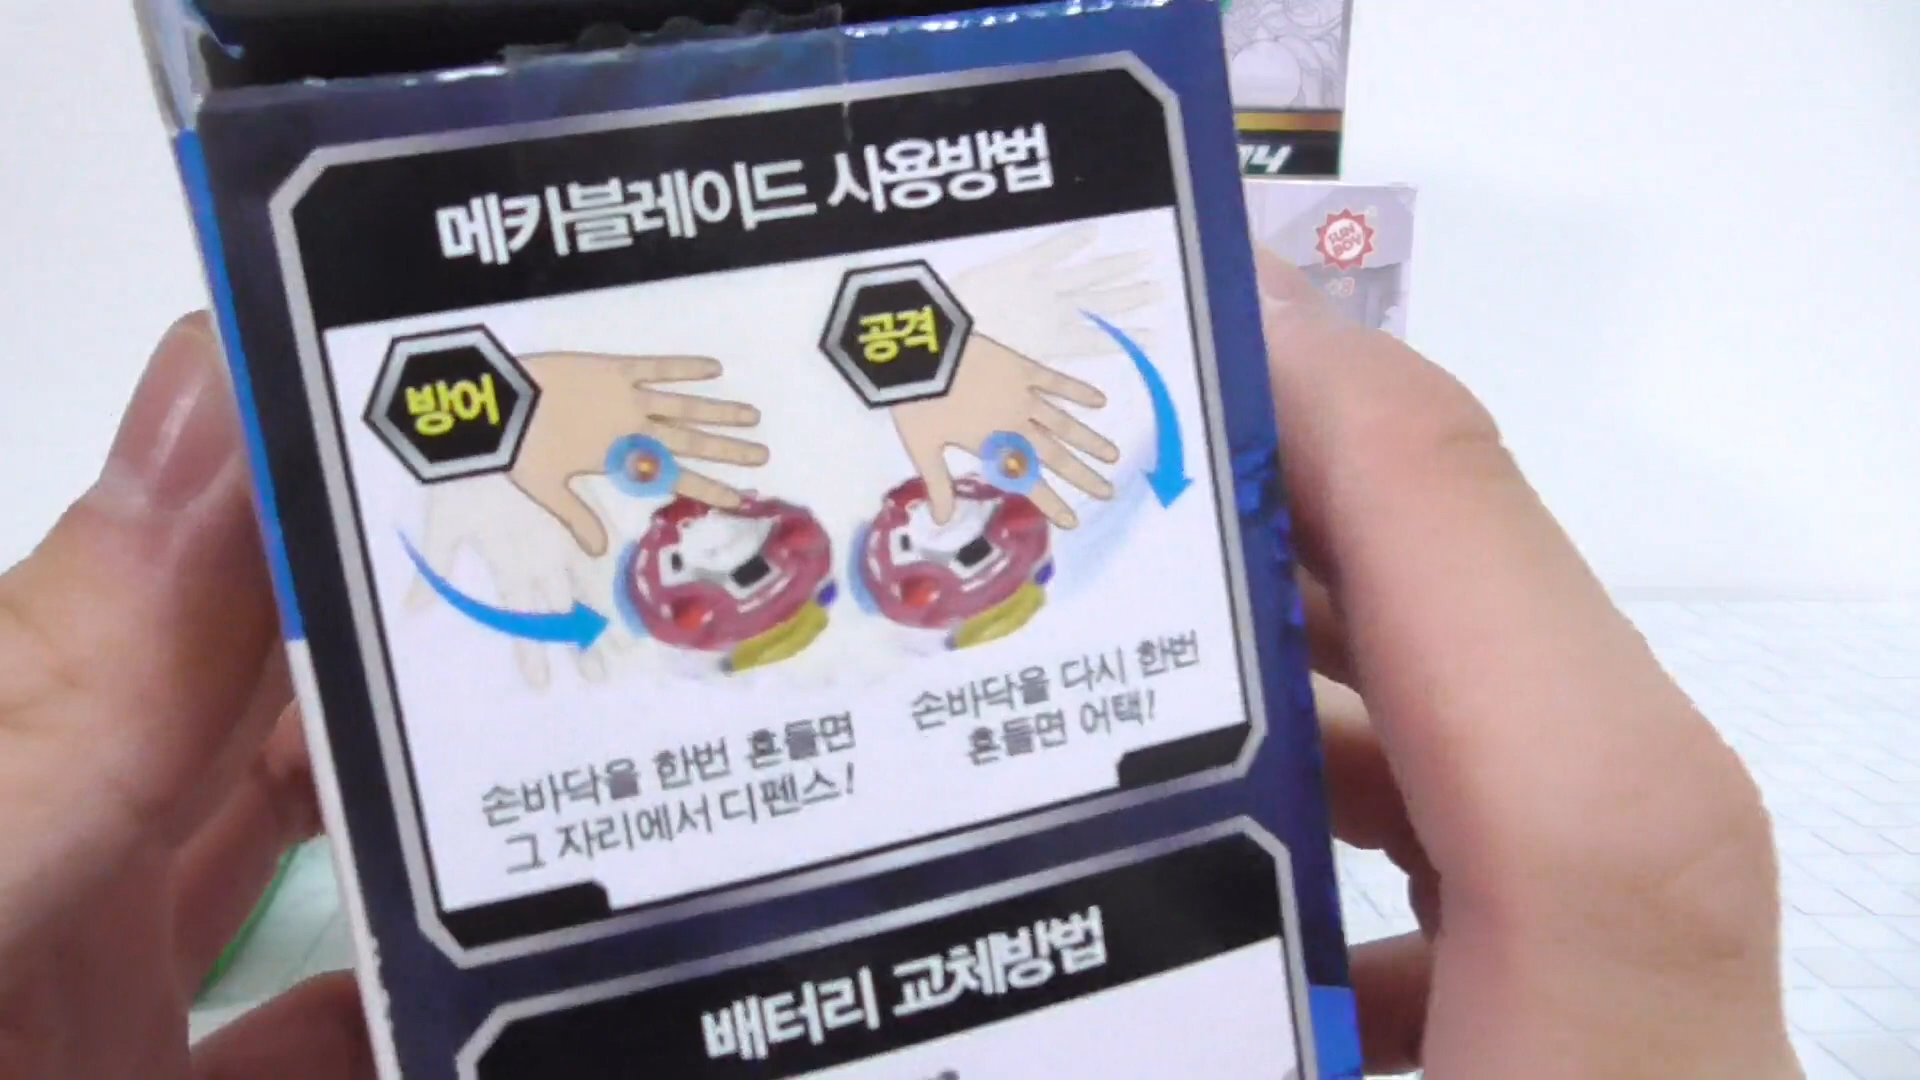 메카블레이드 사용방법
방어
공격
손바닥을 한번 흔들면
그 자리에서 디펜스!
손바닥을 다시 한번
흔들면 어택!
배터리 교체방법
FUN
BOY